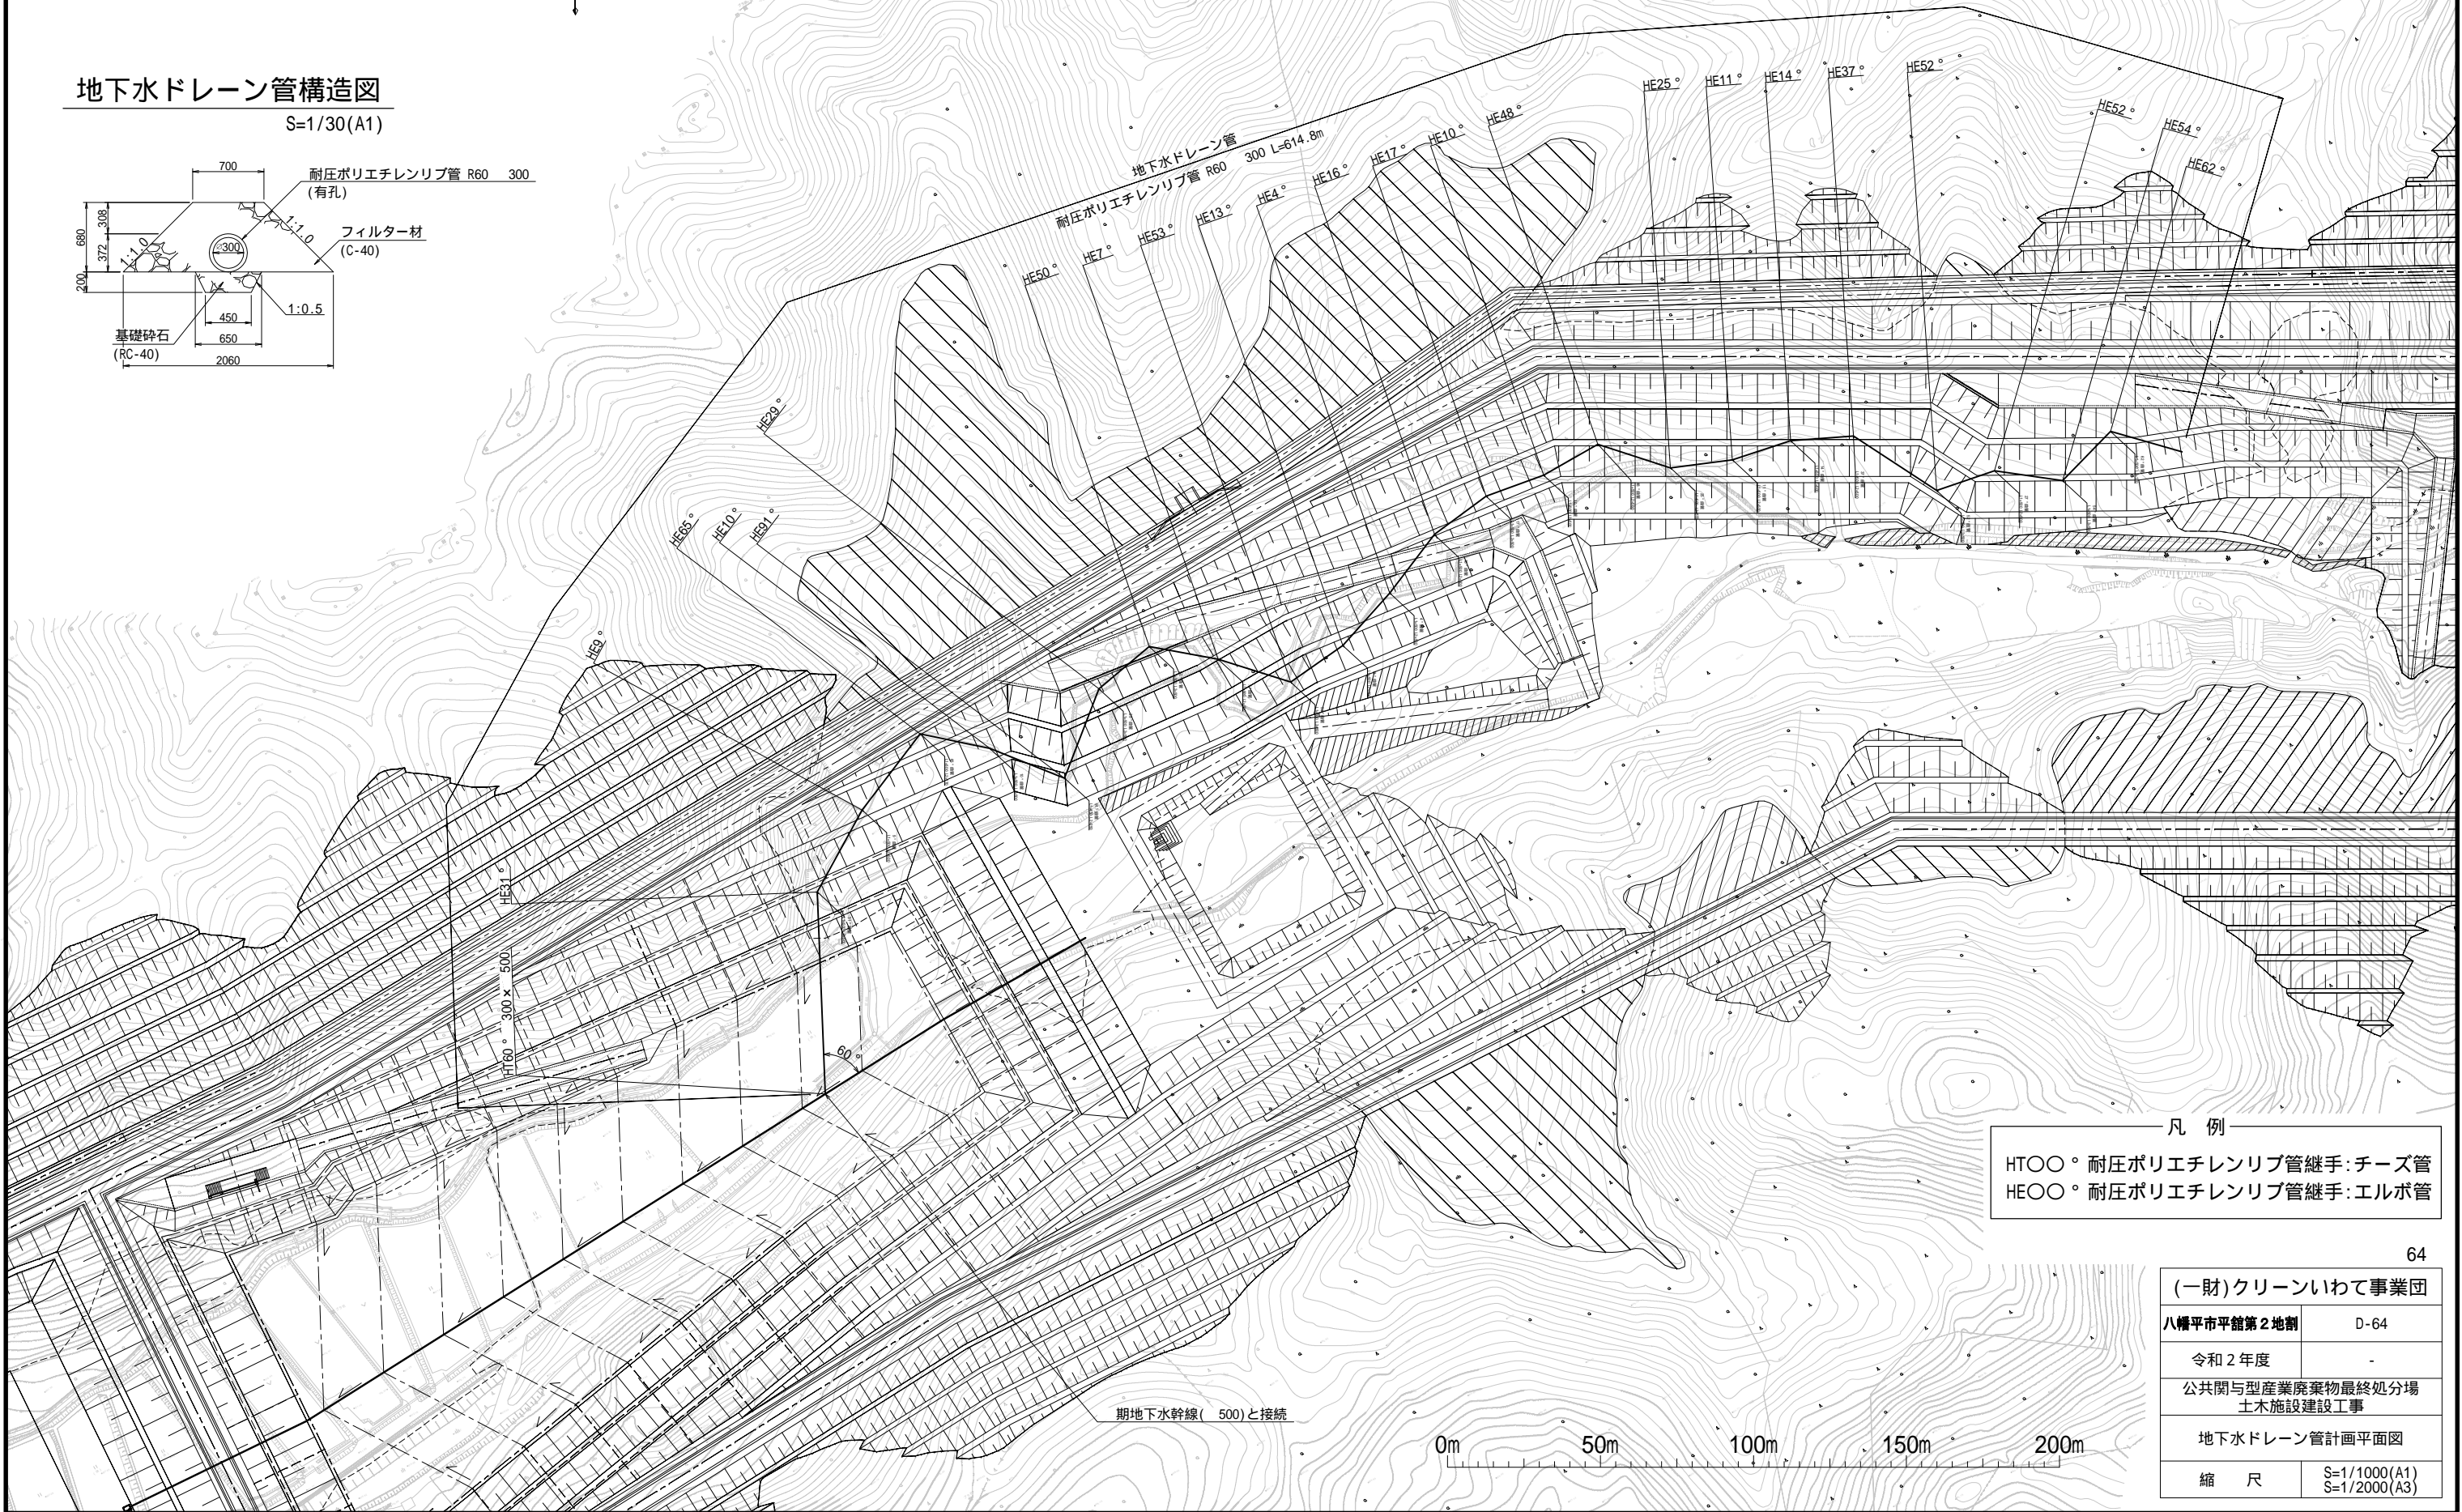 地下水ドレーン管構造図
S=1/30(A1)
700
耐圧ポリエチレンリブ管 R60 300
(有孔)
308
680
372
200
1:1.0
300
1:1.0
フィルター材
(C-40)
450
1:0.5
基礎砕石
(RC-40)
650
2060
地下水ドレーン管
耐圧ポリエチレンリブ管 R60 300 L=614.8m
HE50°
HE7°
HE53°
HE13°
HE4°
HE16°
HE17°
HE10°
HE48°
HE25°
HE11°
HE14°
HE37°
HE52°
HE52°
HE54°
HE62°
HE29°
HE65°
HE10°
HE91°
HE9°
HE31°
HT60° 300×500
60°
期地下水幹線( 500)と接続
0m 50m 100m 150m 200m
凡 例
HT○○°耐圧ポリエチレンリブ管継手:チーズ管
HE○○°耐圧ポリエチレンリブ管継手:エルボ管
64
(一財)クリーンいわて事業団
八幡平市平舘第2地割 D-64
令和2年度 -
公共関与型産業廃棄物最終処分場
土木施設建設工事
地下水ドレーン管計画平面図
縮 尺 S=1/1000(A1)
S=1/2000(A3)